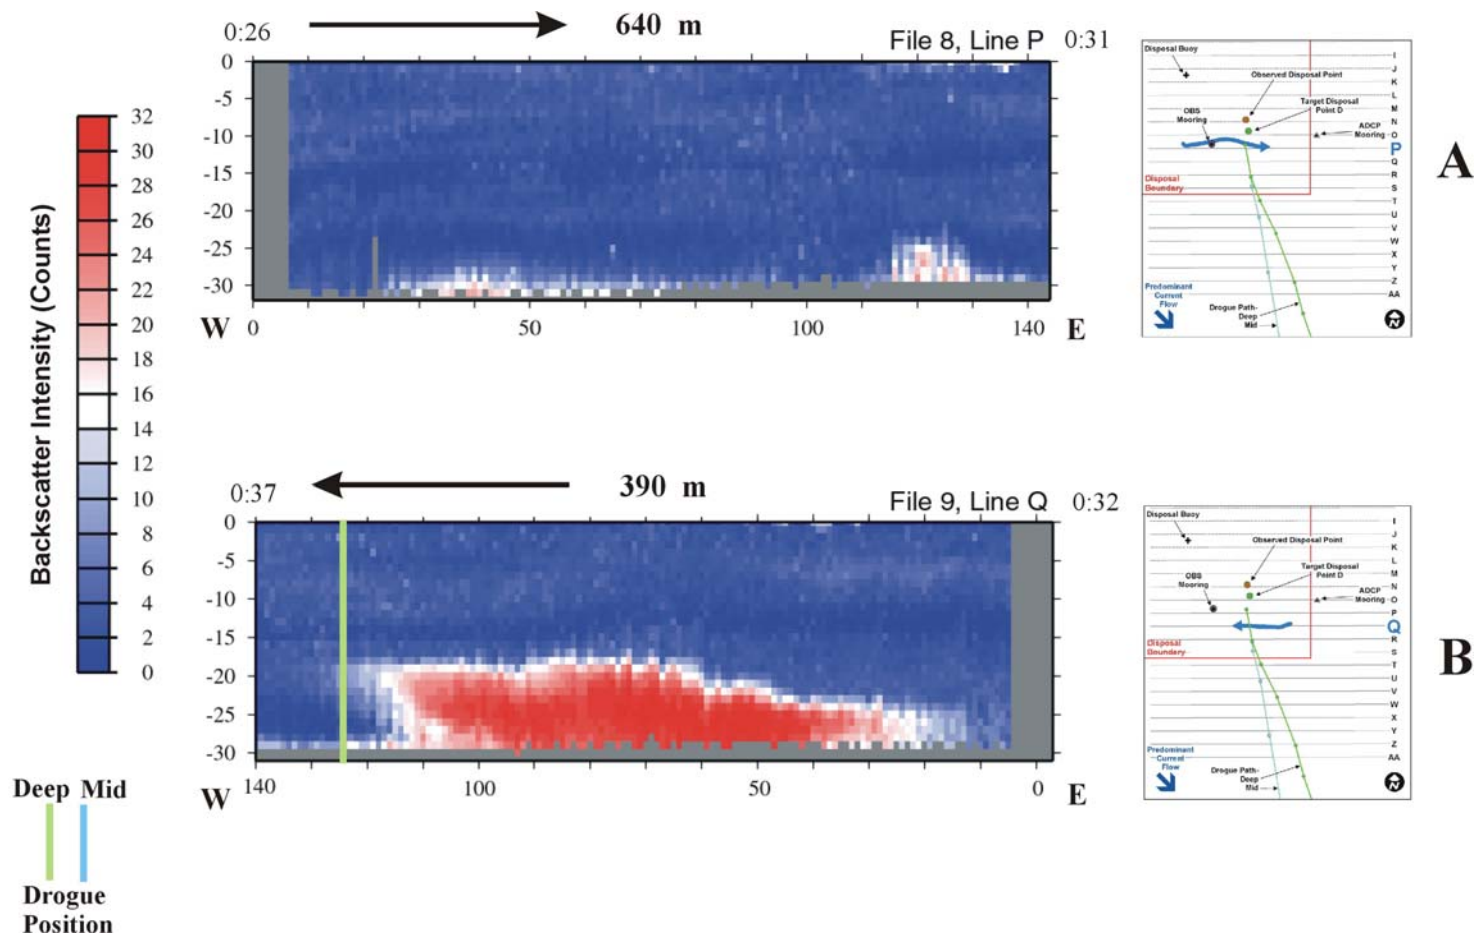 0:26
640 m
File 8, Line P
0:31
0
-5
-10
-15
-20
-25
-30
W
0
50
100
140
E
Backscatter Intensity (Counts)
32
30
28
26
24
22
20
18
16
14
12
10
8
6
4
2
0
Disposal Buoy
Observed Disposal Point
Target Disposal
Point D
OBS
Mooring
ADCP
Mooring
Disposal
Boundary
Predominant
Current
Flow
Drogue Path-
Deep
Mid
I
J
K
L
M
N
O
P
Q
R
S
T
U
V
W
X
Y
Z
AA
N
A
0:37
390 m
File 9, Line Q
0:32
0
-5
-10
-15
-20
-25
-30
140
W
100
50
0
E
Disposal Buoy
Observed Disposal Point
Target Disposal
Point D
OBS
Mooring
ADCP
Mooring
Disposal
Boundary
Predominant
Current
Flow
Drogue Path-
Deep
Mid
I
J
K
L
M
N
O
P
Q
R
S
T
U
V
W
X
Y
Z
AA
N
B
Deep Mid
Drogue
Position